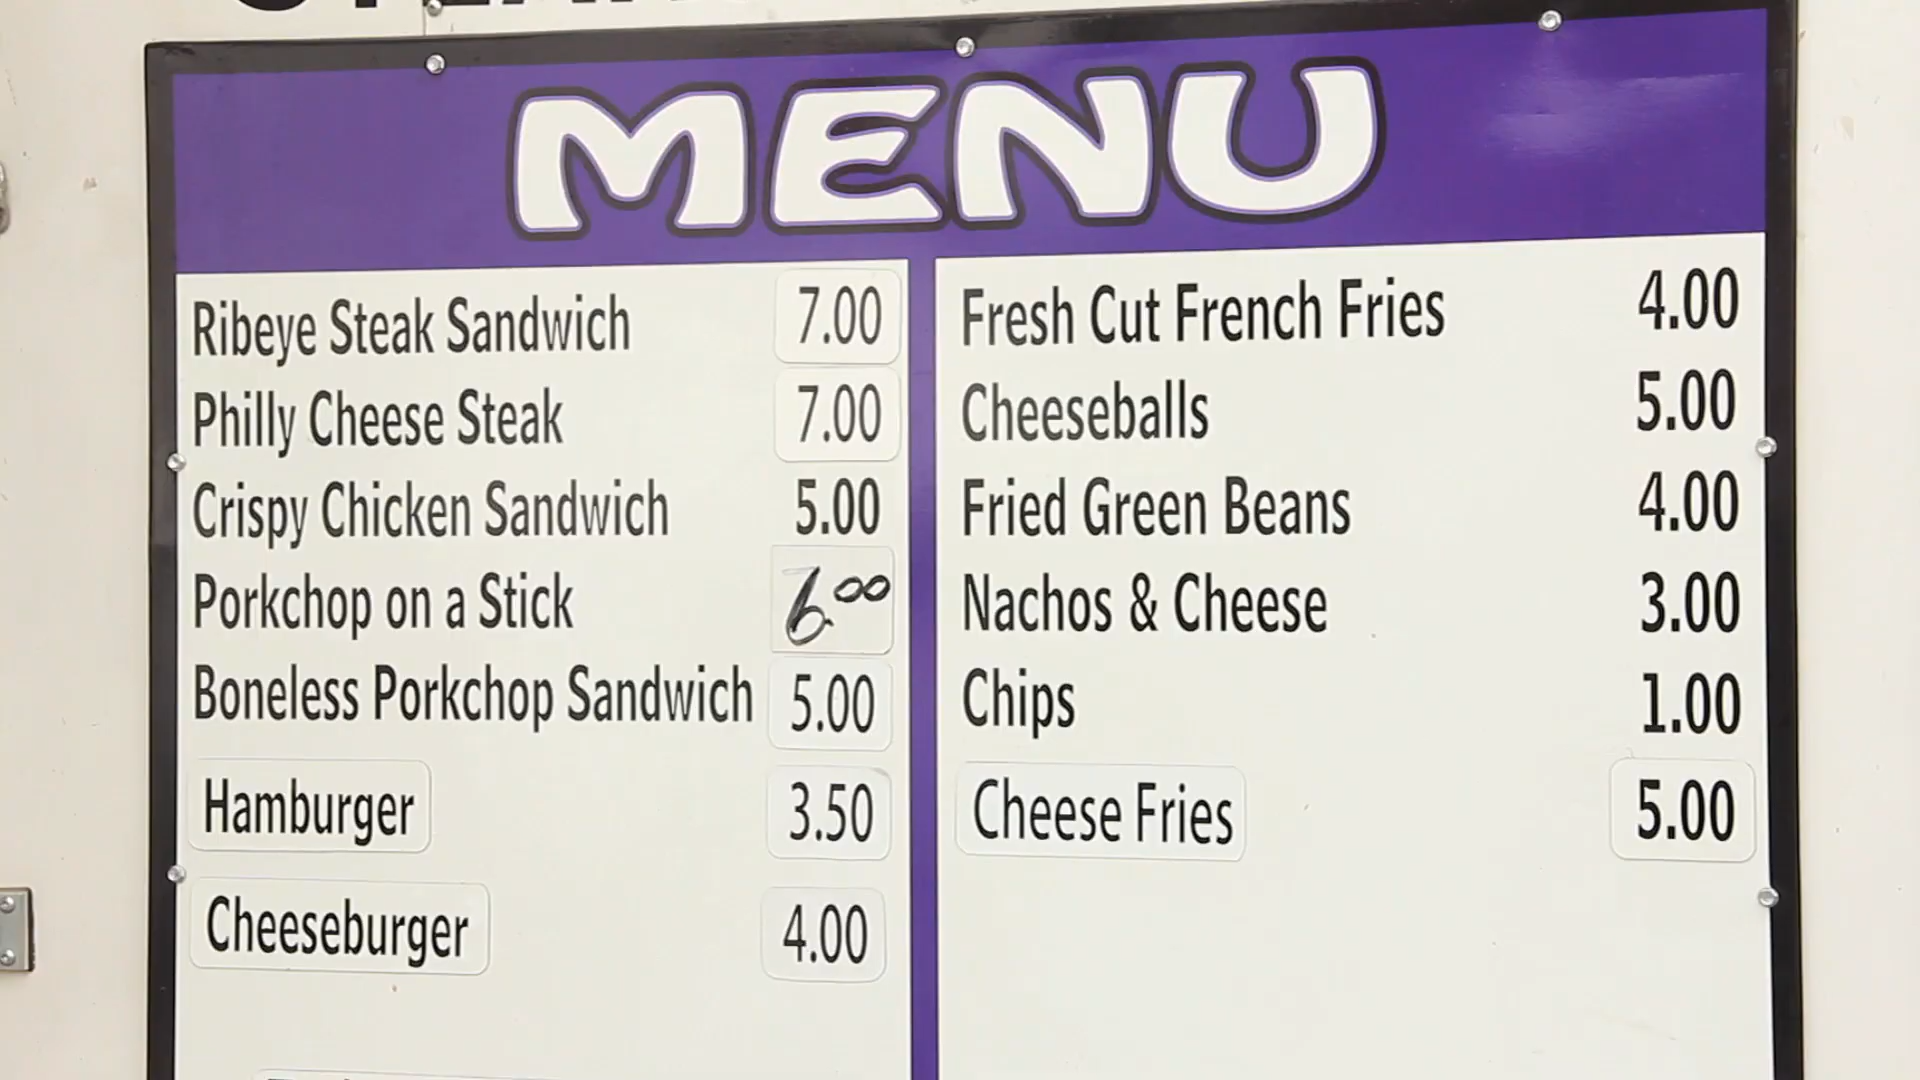 MENU
Ribeye Steak Sandwich 7.00
Philly Cheese Steak 7.00
Crispy Chicken Sandwich 5.00
Porkchop on a Stick 6.00
Boneless Porkchop Sandwich 5.00
Hamburger 3.50
Cheeseburger 4.00
Fresh Cut French Fries 4.00
Cheeseballs 5.00
Fried Green Beans 4.00
Nachos & Cheese 3.00
Chips 1.00
Cheese Fries 5.00